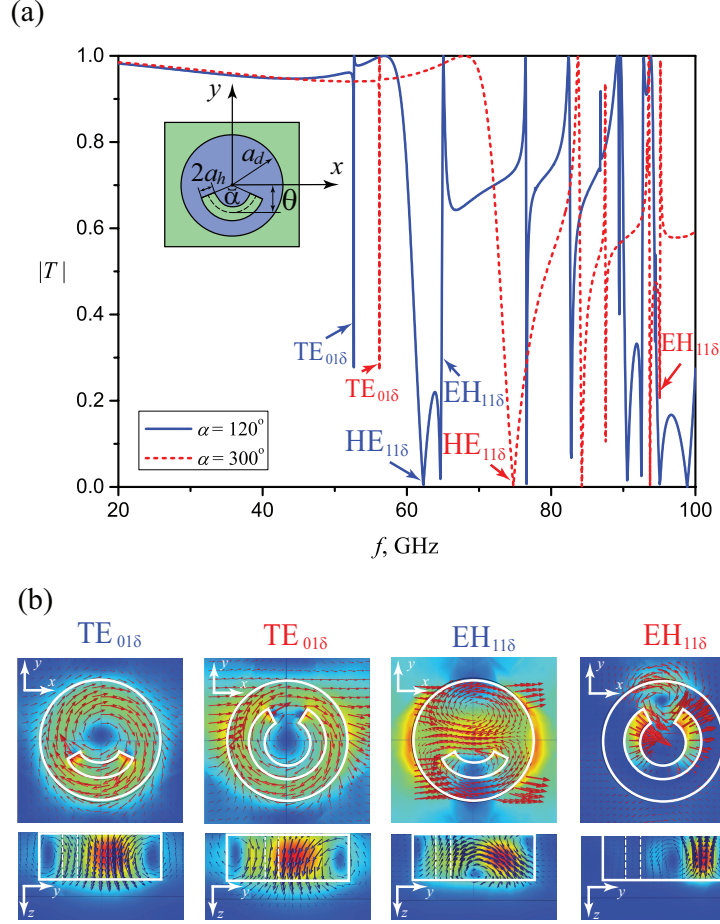 (a)
1.0
0.8
0.6
0.4
0.2
0.0
|T|
y
x
a_d
2a_h
α
θ
TE₀₁δ
TE₀₁δ
EH₁₁δ
EH₁₁δ
HE₁₁δ
HE₁₁δ
α = 120°
α = 300°
20 40 60 80 100
f, GHz
(b)
TE₀₁δ TE₀₁δ EH₁₁δ EH₁₁δ
y y y y
x x x x
y y y y
z z z z